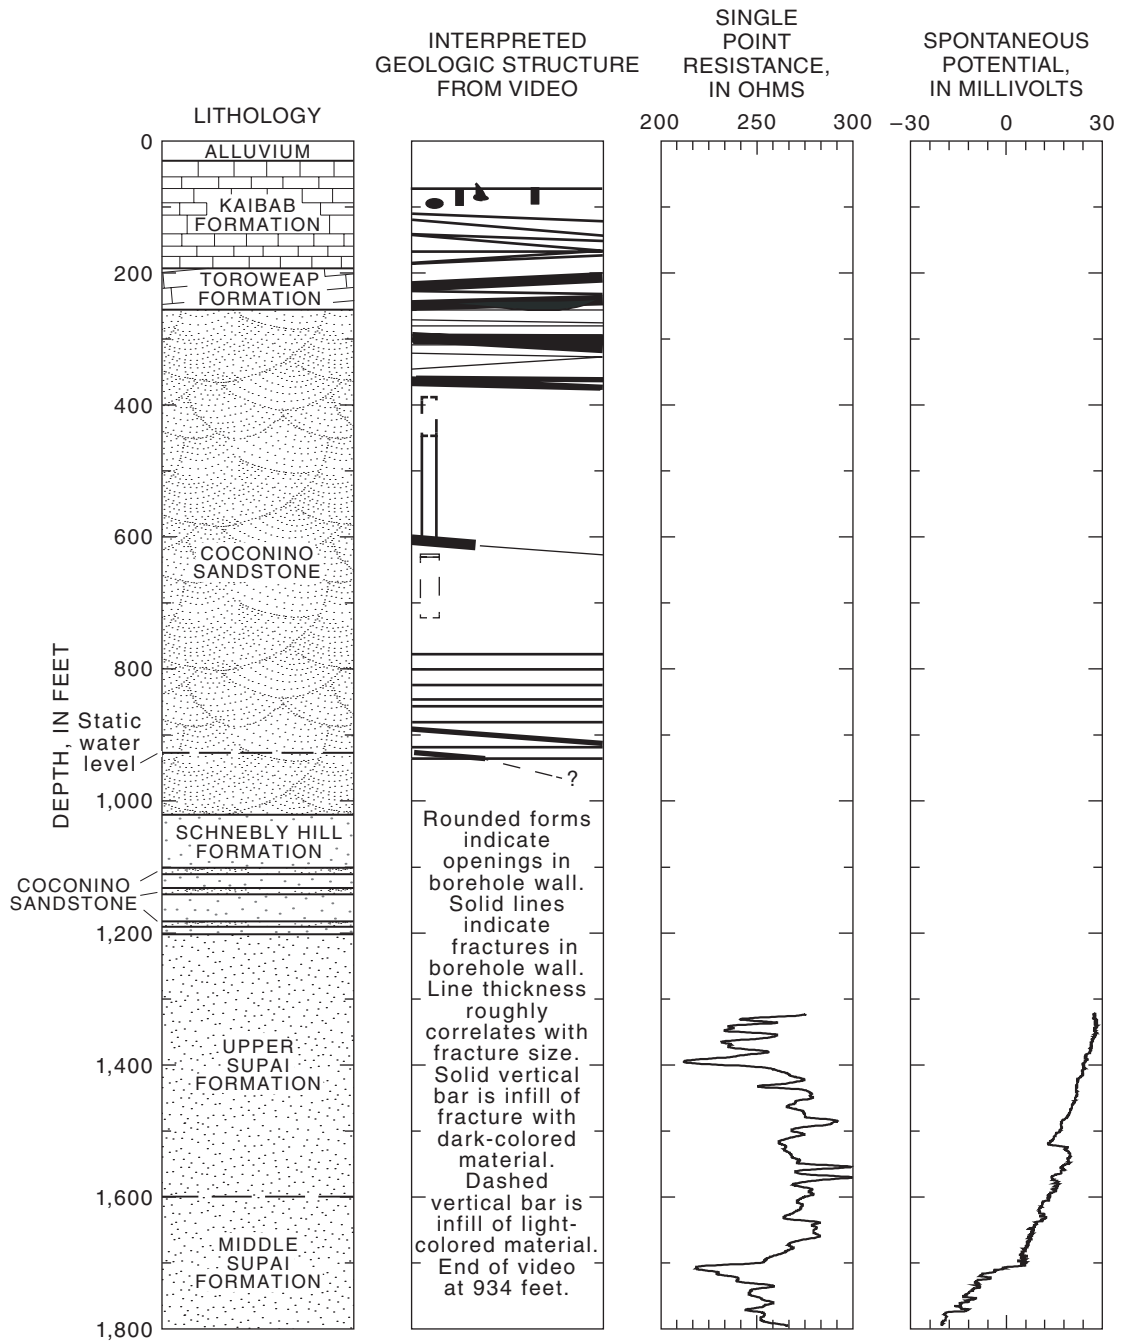 LITHOLOGY
INTERPRETED
GEOLOGIC STRUCTURE
FROM VIDEO
SINGLE
POINT
RESISTANCE,
IN OHMS
SPONTANEOUS
POTENTIAL,
IN MILLIVOLTS
200 250 300
–30 0 30
DEPTH, IN FEET
0
200
400
600
800
1,000
1,200
1,400
1,600
1,800
Static
water
level
COCONINO
SANDSTONE
ALLUVIUM
KAIBAB
FORMATION
TOROWEAP
FORMATION
COCONINO
SANDSTONE
SCHNEBLY HILL
FORMATION
UPPER
SUPAI
FORMATION
MIDDLE
SUPAI
FORMATION
?
Rounded forms
indicate
openings in
borehole wall.
Solid lines
indicate
fractures in
borehole wall.
Line thickness
roughly
correlates with
fracture size.
Solid vertical
bar is infill of
fracture with
dark-colored
material.
Dashed
vertical bar is
infill of light-
colored material.
End of video
at 934 feet.